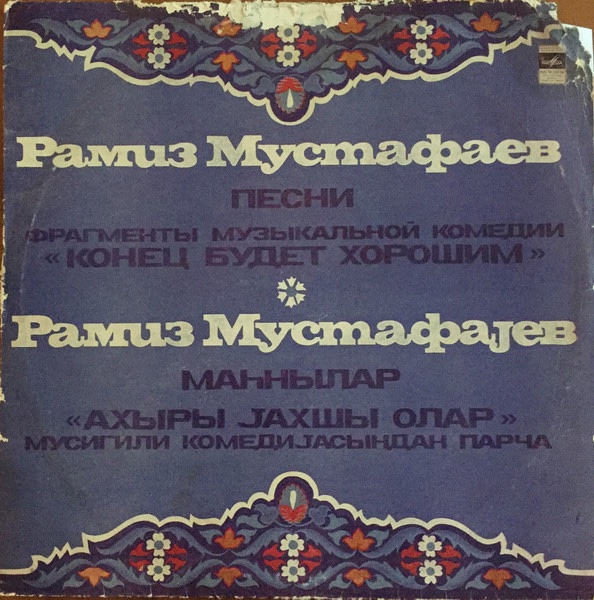 Рамиз Мустафаев
ПЕСНИ
ФРАГМЕНТЫ МУЗЫКАЛЬНОЙ КОМЕДИИ
«КОНЕЦ БУДЕТ ХОРОШИМ»
Рамиз Мустафајев
МАҺНЫЛАР
«АХЫРЫ ЈАХШЫ ОЛАР»
МУСИГИЛИ КОМЕДИЈАСЫНДАН ПАРЧА